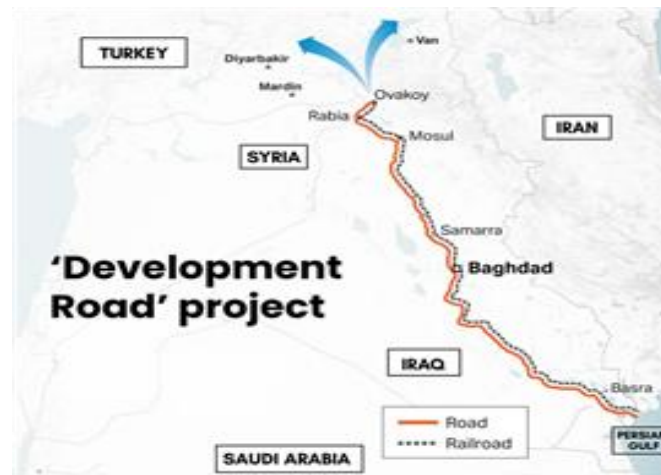 TURKEY
Van
Diyarbakir
Mardin
Ovakoy
Rabia
Mosul
IRAN
SYRIA
Samarra
'Development
Road' project
Baghdad
IRAQ
Basra
Road
Railroad
PERSIAN
GULF
SAUDI ARABIA